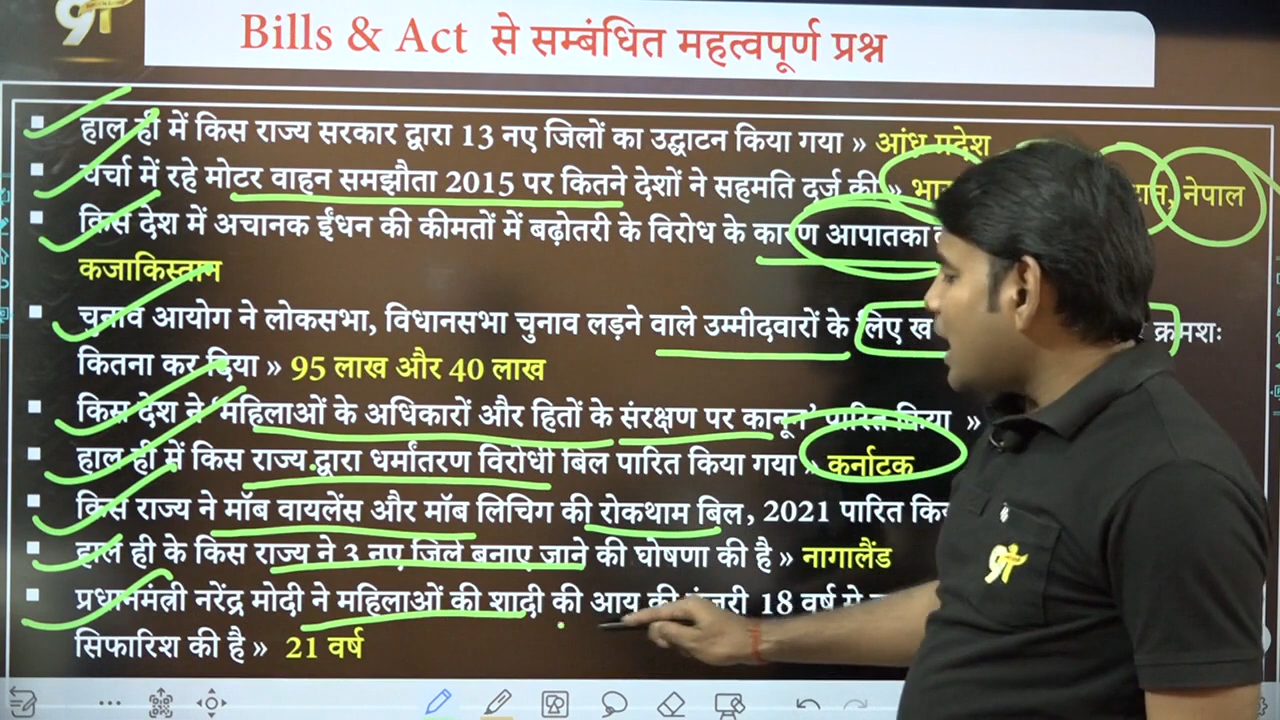 Bills & Act से सम्बंधित महत्वपूर्ण प्रश्न
हाल ही में किस राज्य सरकार द्वारा 13 नए जिलों का उद्घाटन किया गया » आंध्र प्रदेश
चर्चा में रहे मोटर वाहन समझौता 2015 पर कितने देशों ने सहमति दर्ज की » नेपाल
किस देश में अचानक ईंधन की कीमतों में बढ़ोतरी के विरोध के कारण आपातका
कजाकिस्तान
चुनाव आयोग ने लोकसभा, विधानसभा चुनाव लड़ने वाले उम्मीदवारों के लिए क्रमशः
कितना कर दिया » 95 लाख और 40 लाख
किस देश ने ‘महिलाओं के अधिकारों और हितों के संरक्षण पर कानून’ पारित किया »
हाल ही में किस राज्य द्वारा धर्मांतरण विरोधी बिल पारित किया गया » कर्नाटक
किस राज्य ने मॉब वायलेंस और मॉब लिचिग की रोकथाम बिल, 2021 पारित
हाल ही के किस राज्य ने 3 नए जिले बनाए जाने की घोषणा की है » नागालैंड
प्रधानमंत्री नरेंद्र मोदी ने महिलाओं की शादी की आयु की मंजूरी 18 वर्ष से
सिफारिश की है » 21 वर्ष